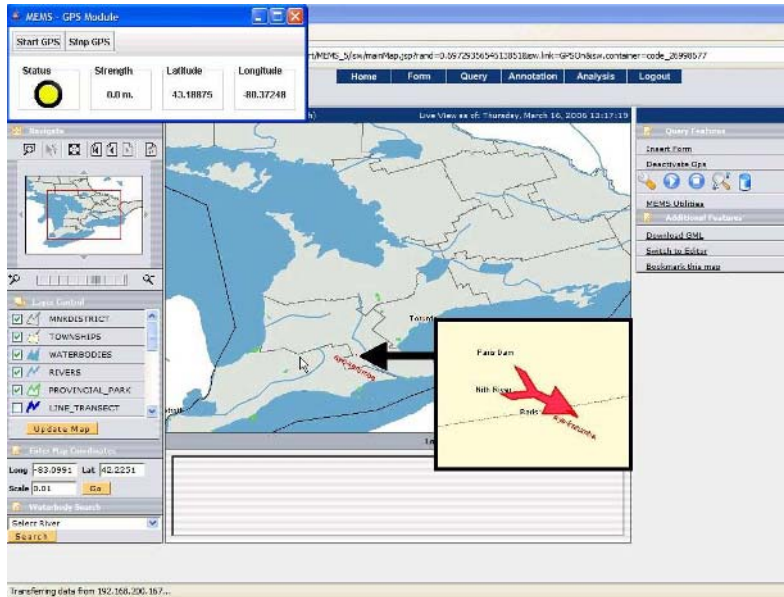 MEMS - GPS Module
Start GPS Stop GPS
Status Strength Latitude Longitude
0.0 m. 43.18875 -80.37248
Home Form Query Annotation Analysis Logout
Live View as of: Thursday, March 16, 2006 13:17:19
Navigate
Layer Control
MNRDISTRICT
TOWNSHIPS
WATERBODIES
RIVERS
PROVINCIAL_PARK
LINE_TRANSECT
Update Map
Enter Map Coordinates
Long -83.0991 Lat 42.2251
Scale 0.01 Go
Waterbody Search
Select River
Search
Query Features
Insert Form
Deactivate Gps
MEMS Utilities
Additional Features
Download GML
Switch to Editor
Bookmark this map
Paris Dam
Nith River
Paris
Transferring data from 192.168.200.167...